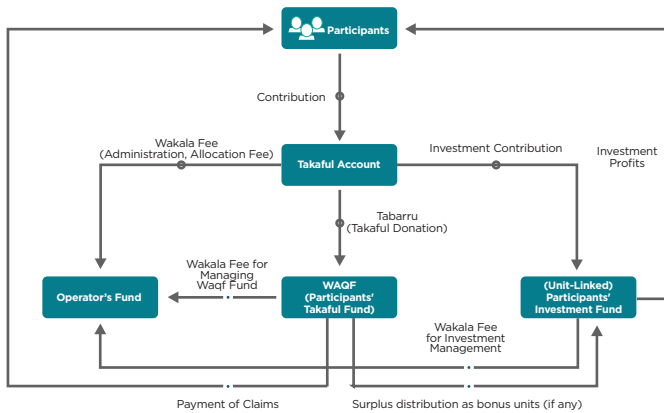 Participants
Contribution
Wakala Fee
(Administration, Allocation Fee)
Takaful Account
Investment Contribution
Investment
Profits
Tabarru
(Takaful Donation)
Wakala Fee for
Managing
Waqf Fund
Operator's Fund
WAQF
(Participants'
Takaful Fund)
(Unit-Linked)
Participants'
Investment Fund
Wakala Fee
for Investment
Management
Payment of Claims
Surplus distribution as bonus units (if any)